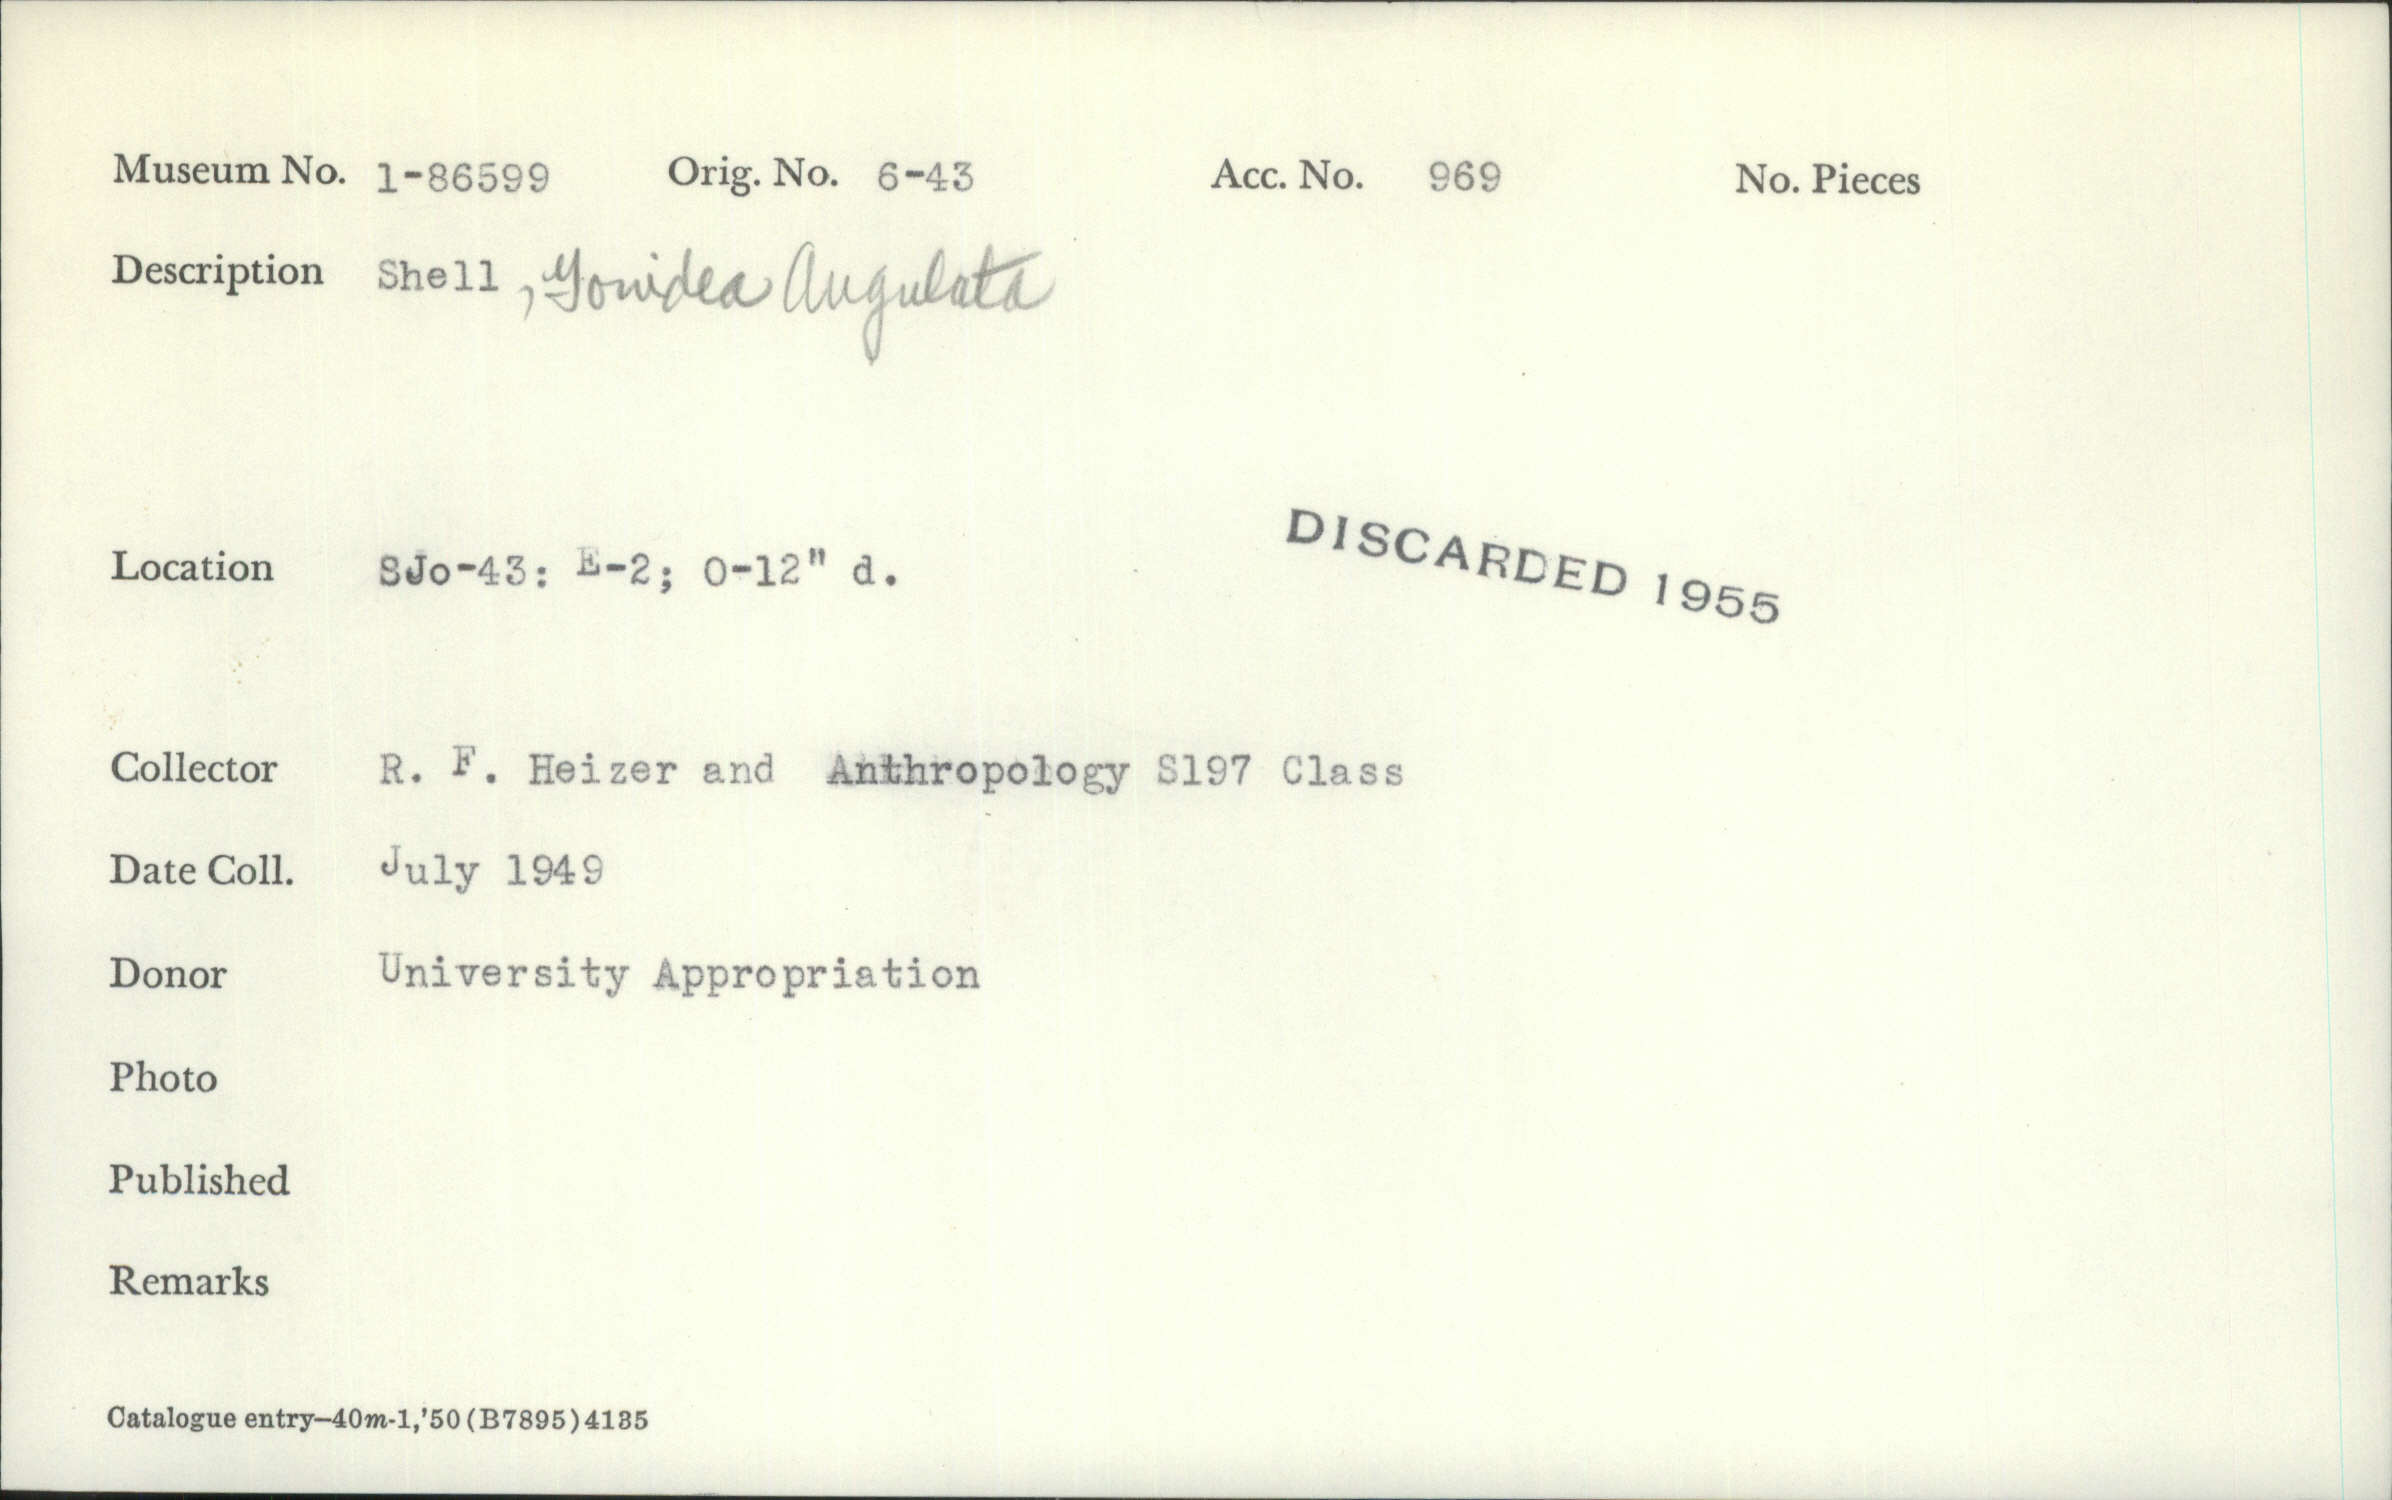 Museum No. 1-86599 Orig. No. 6-43 Acc. No. 969 No. Pieces
Description Shell, Gonidea Angulata
Location SJo-43: E-2; 0-12" d.
DISCARDED 1955
Collector R. F. Heizer and Anthropology S197 Class
Date Coll. July 1949
Donor University Appropriation
Photo
Published
Remarks
Catalogue entry—40m-1,'50(B7895)4135